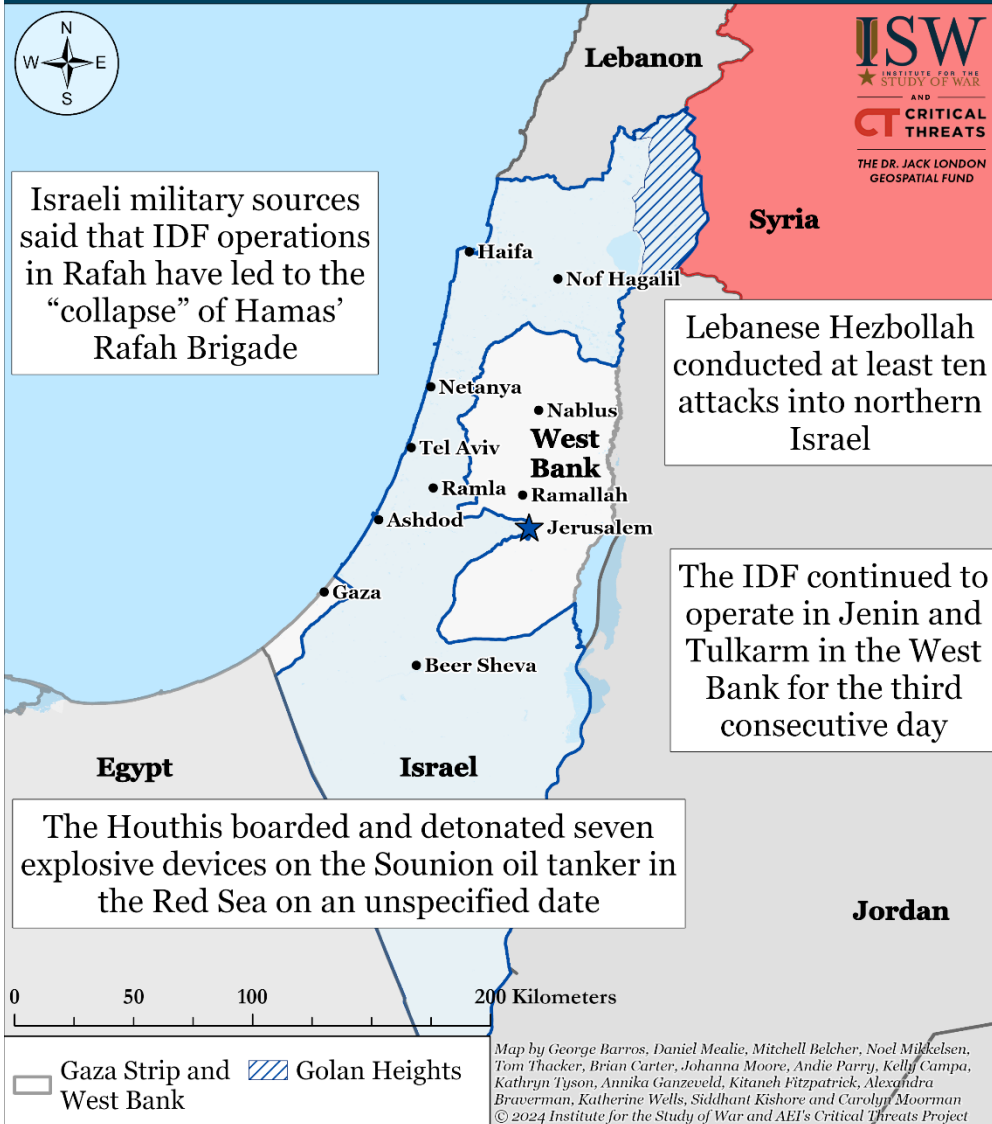 N
W
E
S
Lebanon
ISW
INSTITUTE FOR THE
STUDY OF WAR
AND
CT CRITICAL
THREATS
THE DR. JACK LONDON
GEOSPATIAL FUND
Israeli military sources
said that IDF operations
in Rafah have led to the
“collapse” of Hamas’
Rafah Brigade
Syria
Haifa
Nof Hagalil
Lebanese Hezbollah
conducted at least ten
attacks into northern
Israel
Netanya
Nablus
West
Bank
Tel Aviv
Ramla
Ramallah
Ashdod
Jerusalem
The IDF continued to
operate in Jenin and
Tulkarm in the West
Bank for the third
consecutive day
Gaza
Beer Sheva
Egypt
Israel
The Houthis boarded and detonated seven
explosive devices on the Sounion oil tanker in
the Red Sea on an unspecified date
Jordan
0 50 100 200 Kilometers
Gaza Strip and
West Bank
Golan Heights
Map by George Barros, Daniel Mealie, Mitchell Belcher, Noel Mikkelsen,
Tom Thacker, Brian Carter, Johanna Moore, Andie Parry, Kelly Campa,
Kathryn Tyson, Annika Ganzeveld, Kitaneh Fitzpatrick, Alexandra
Braverman, Katherine Wells, Siddhant Kishore and Carolyn Moorman
© 2024 Institute for the Study of War and AEI's Critical Threats Project